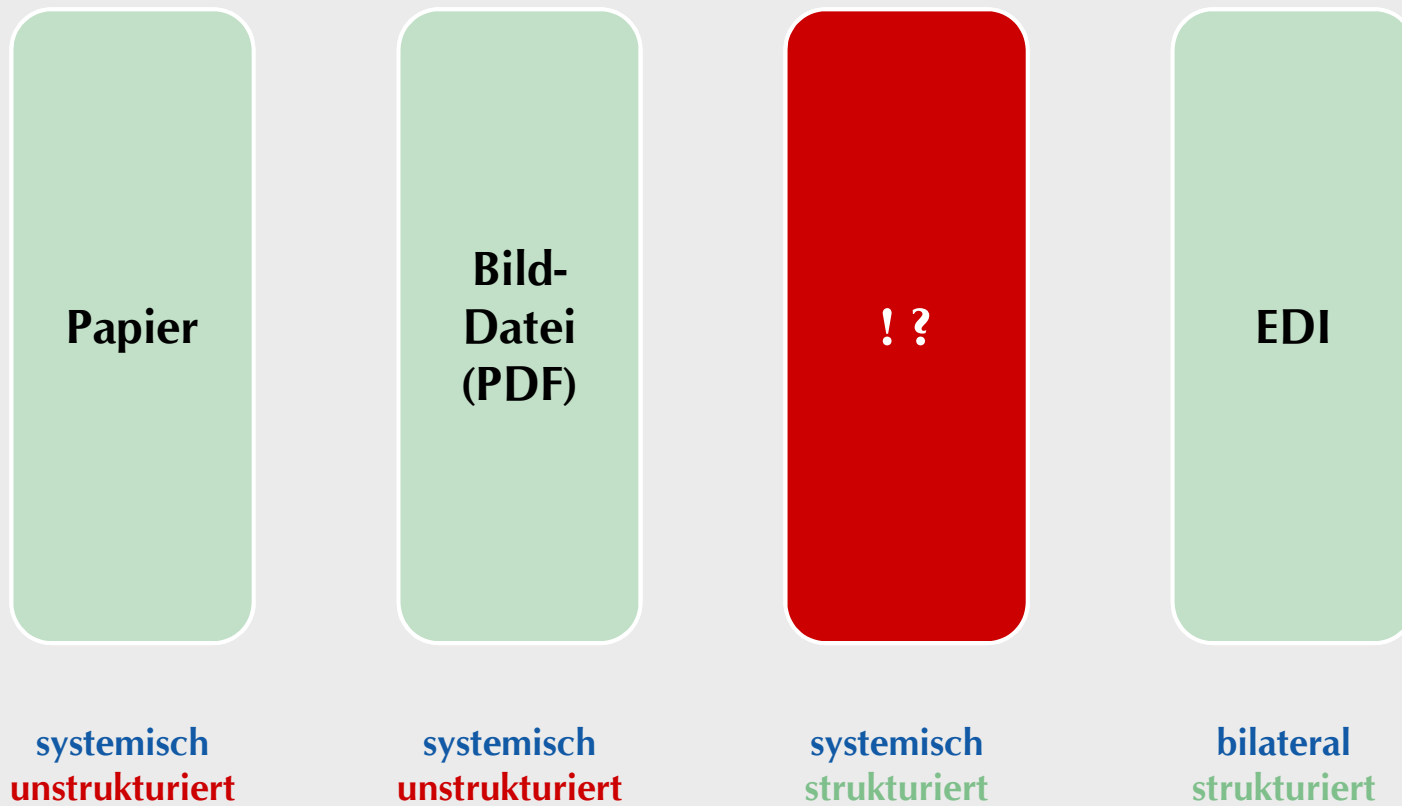 Papier
Bild-
Datei
(PDF)
! ?
EDI
systemisch
unstrukturiert
systemisch
unstrukturiert
systemisch
strukturiert
bilateral
strukturiert